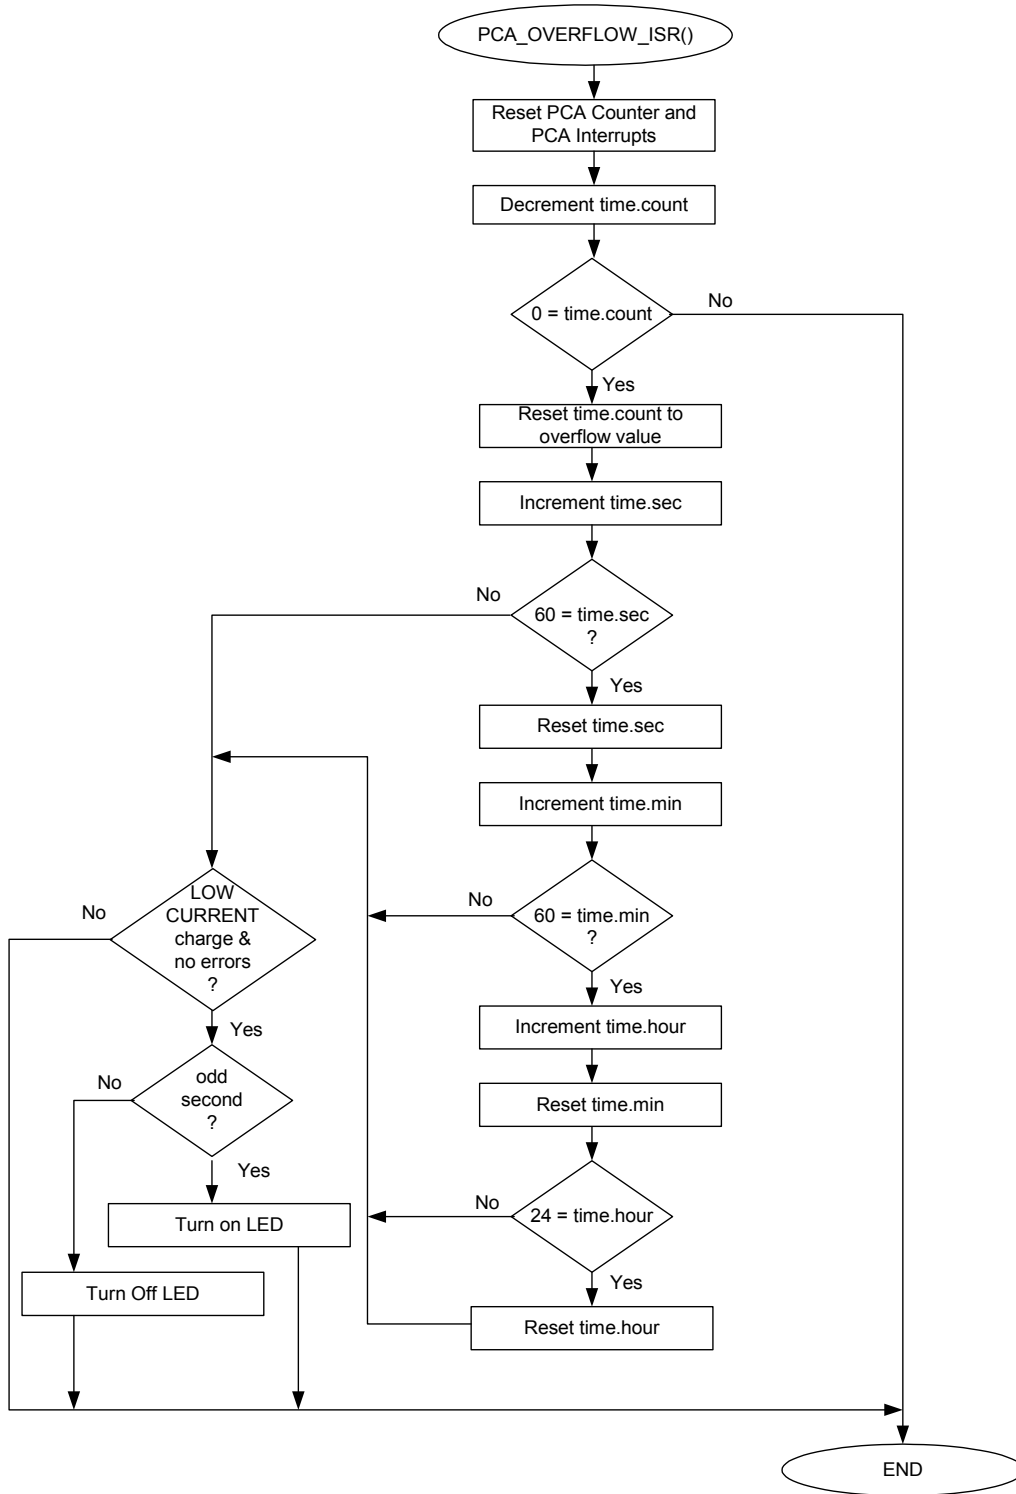 PCA_OVERFLOW_ISR()
Reset PCA Counter and
PCA Interrupts
Decrement time.count
0 = time.count
No
Yes
Reset time.count to
overflow value
Increment time.sec
No
60 = time.sec
?
Yes
Reset time.sec
Increment time.min
No
60 = time.min
?
Yes
Increment time.hour
Reset time.min
No
24 = time.hour
Yes
Reset time.hour
No
LOW
CURRENT
charge &
no errors
?
Yes
No
odd
second
?
Yes
Turn on LED
Turn Off LED
END